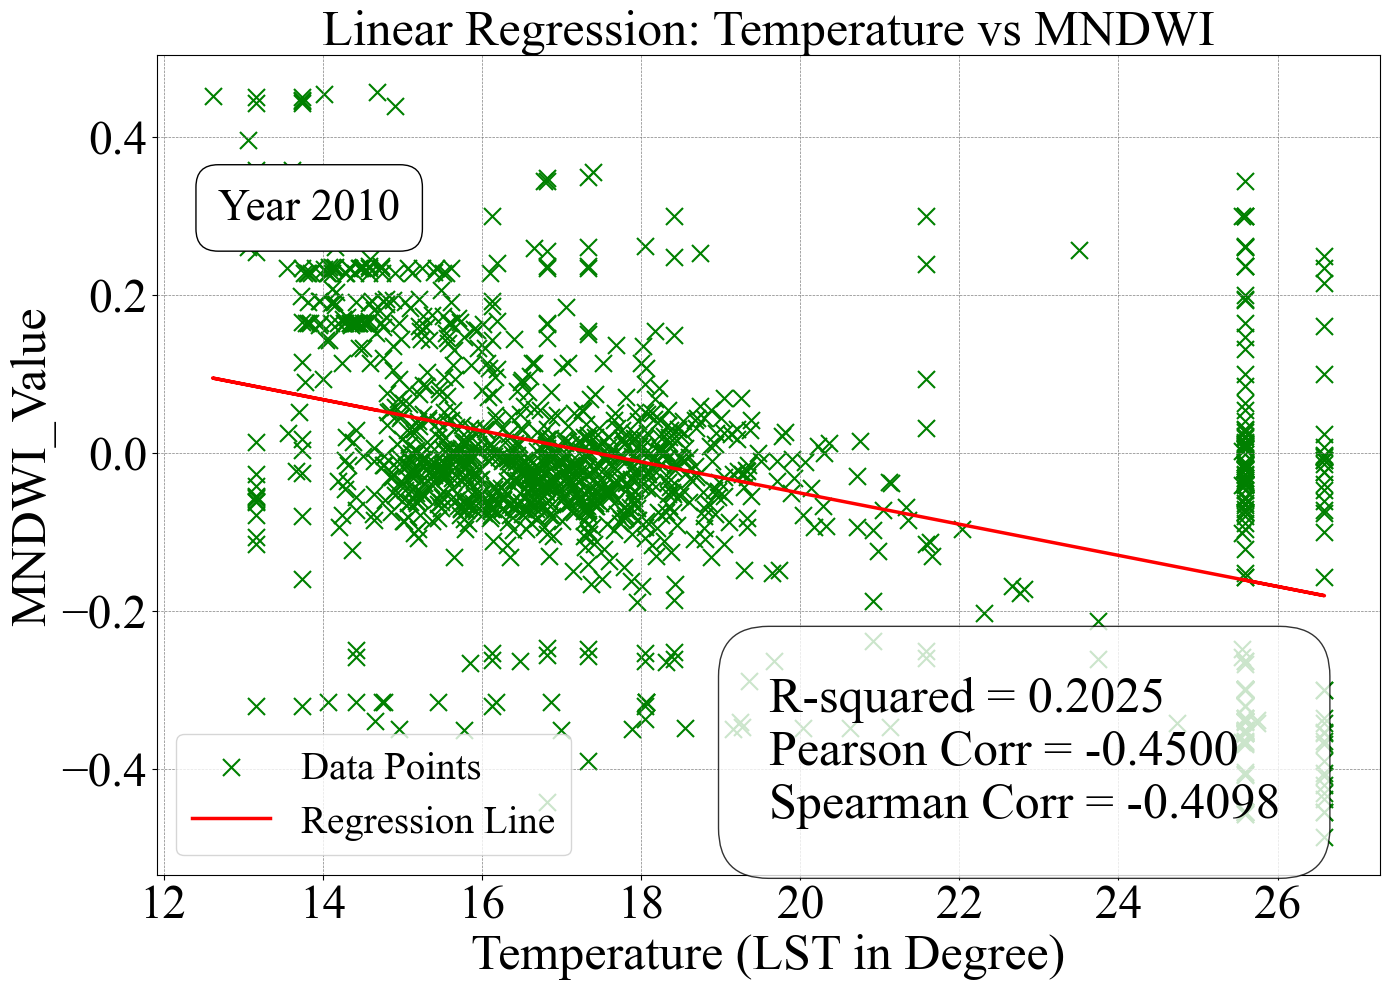 Linear Regression: Temperature vs MNDWI
MNDWI_Value
0.4
0.2
0.0
−0.2
−0.4
Year 2010
R-squared = 0.2025
Pearson Corr = -0.4500
Spearman Corr = -0.4098
Data Points
Regression Line
12 14 16 18 20 22 24 26
Temperature (LST in Degree)